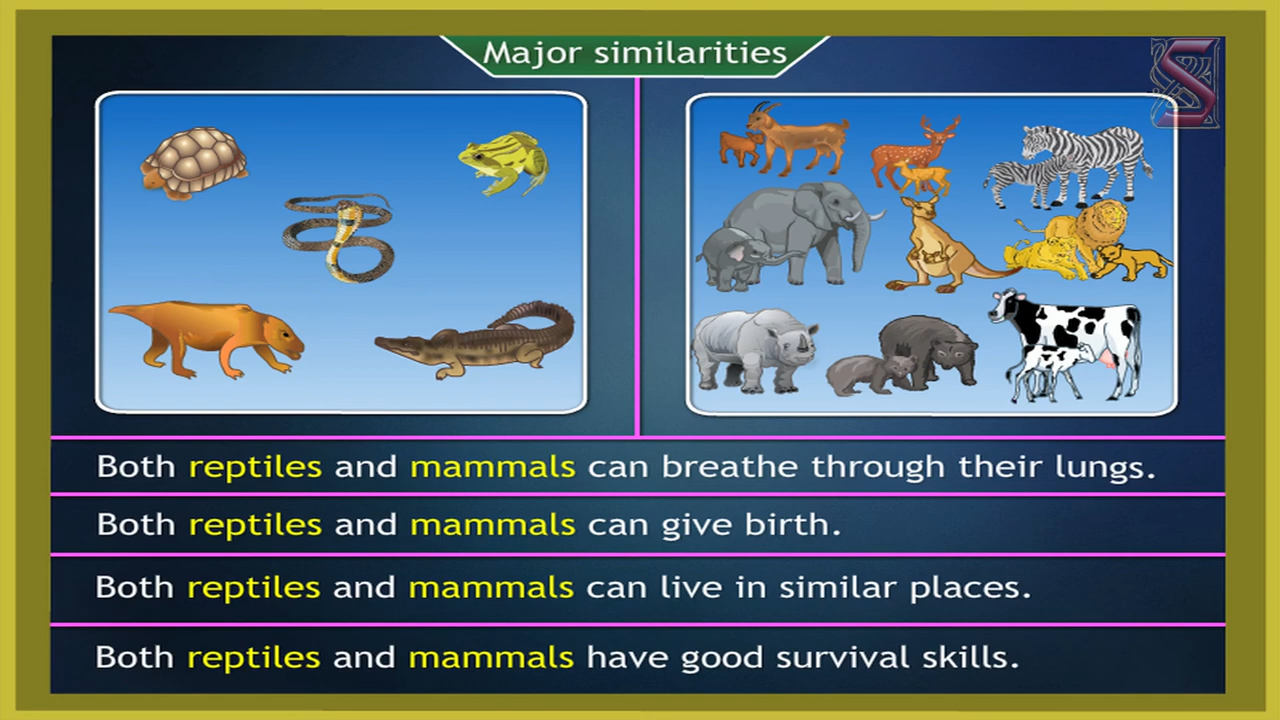 Major similarities
S
Both reptiles and mammals can breathe through their lungs.
Both reptiles and mammals can give birth.
Both reptiles and mammals can live in similar places.
Both reptiles and mammals have good survival skills.